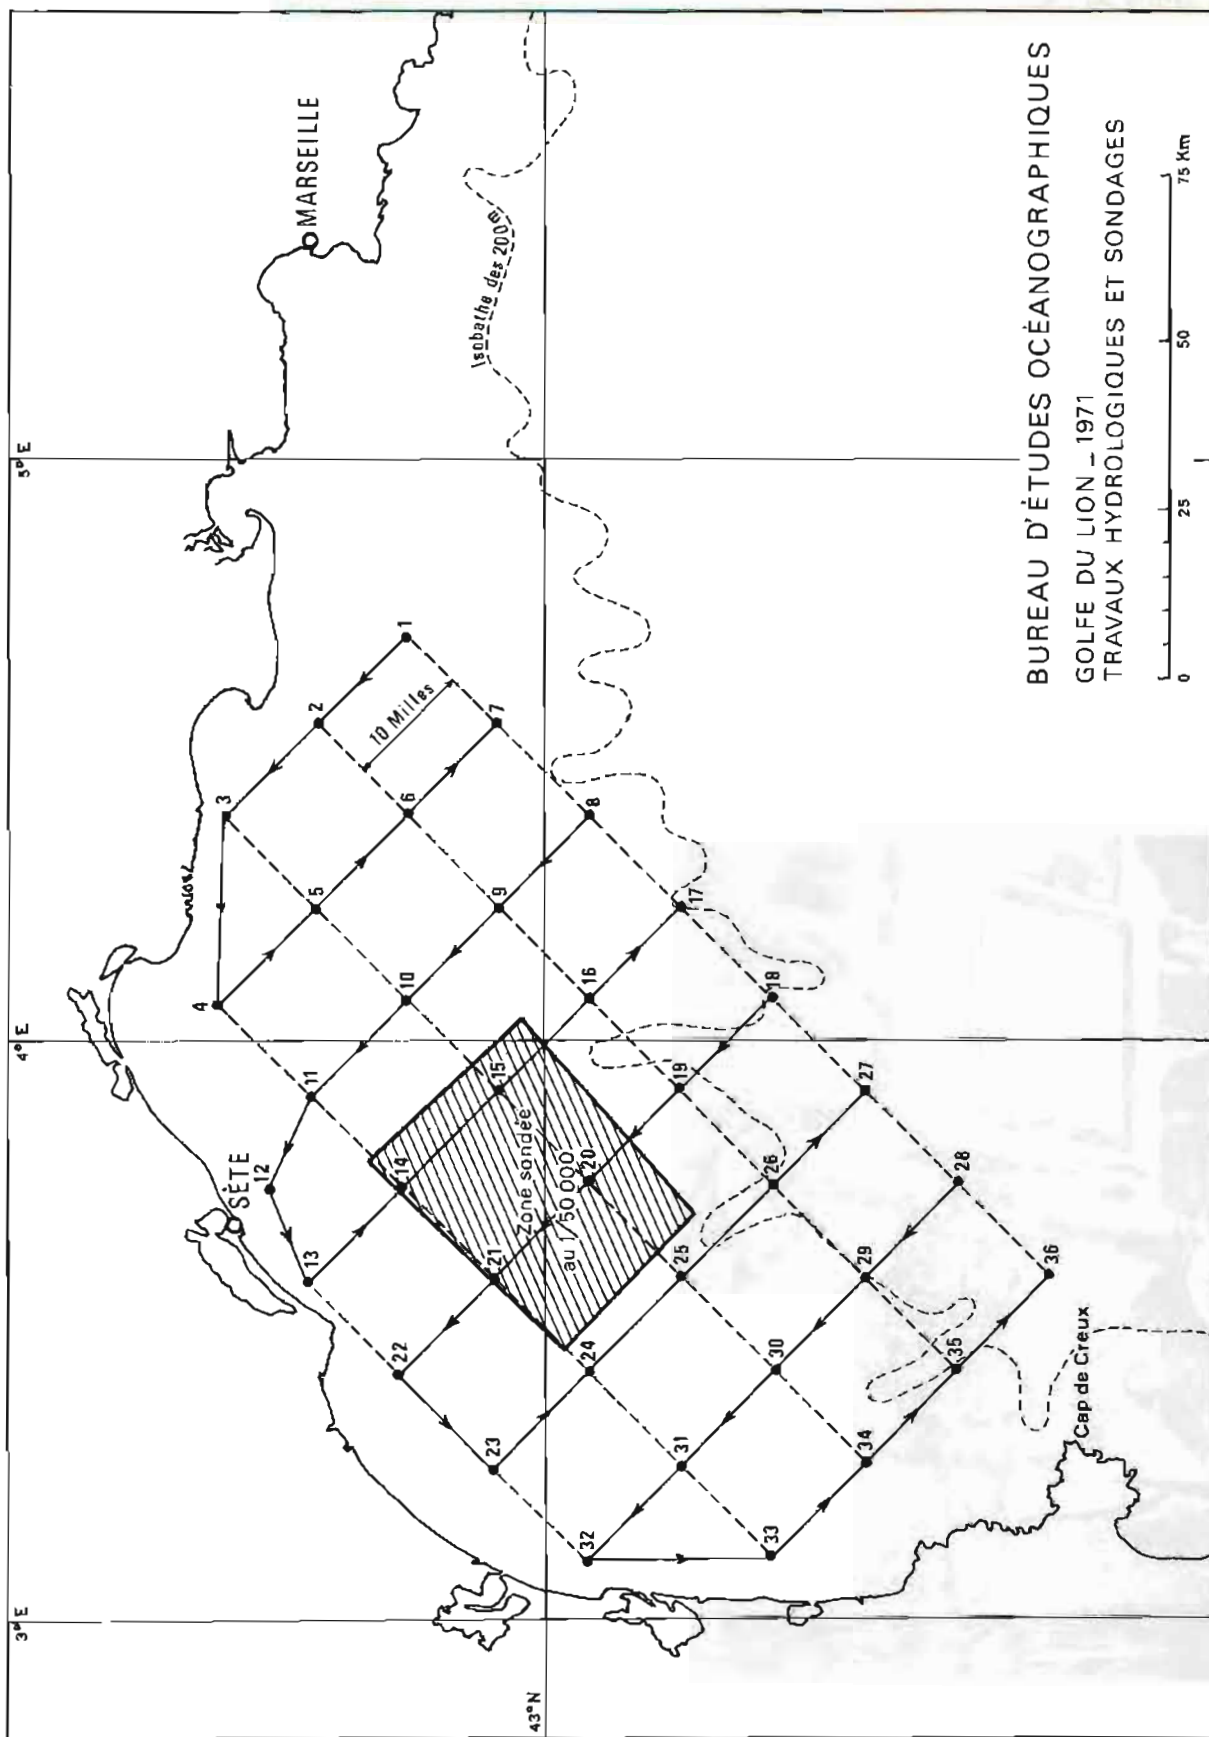 3° E
5° E
MARSEILLE
Isobathe des 200m
3
2
1
4
10 Milles
5
6
7
4° E
11
10
9
8
SÈTE
12
13
14
15
16
17
Zone sondée
au 1/50 000
18
22
21
20
19
23
24
25
26
27
43° N
32
31
30
29
28
33
34
35
36
Cap de Creux
BUREAU D'ÉTUDES OCÉANOGRAPHIQUES
GOLFE DU LION _ 1971
TRAVAUX HYDROLOGIQUES ET SONDAGES
0 25 50 75 Km